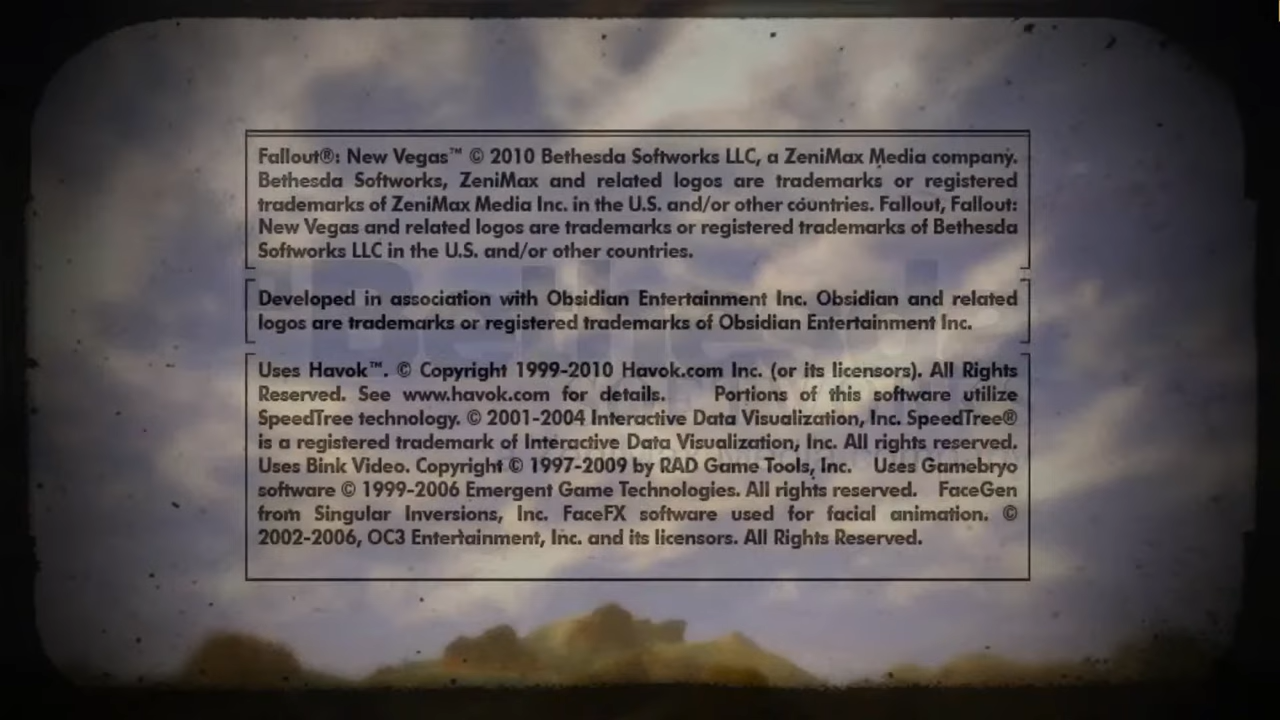 Fallout®: New Vegas™ © 2010 Bethesda Softworks LLC, a ZeniMax Media company.
Bethesda Softworks, ZeniMax and related logos are trademarks or registered
trademarks of ZeniMax Media Inc. in the U.S. and/or other countries. Fallout, Fallout:
New Vegas and related logos are trademarks or registered trademarks of Bethesda
Softworks LLC in the U.S. and/or other countries.
Developed in association with Obsidian Entertainment Inc. Obsidian and related
logos are trademarks or registered trademarks of Obsidian Entertainment Inc.
Uses Havok™. © Copyright 1999-2010 Havok.com Inc. (or its licensors). All Rights
Reserved. See www.havok.com for details. Portions of this software utilize
SpeedTree technology. © 2001-2004 Interactive Data Visualization, Inc. SpeedTree®
is a registered trademark of Interactive Data Visualization, Inc. All rights reserved.
Uses Bink Video. Copyright © 1997-2009 by RAD Game Tools, Inc. Uses Gamebryo
software © 1999-2006 Emergent Game Technologies. All rights reserved. FaceGen
from Singular Inversions, Inc. FaceFX software used for facial animation. ©
2002-2006, OC3 Entertainment, Inc. and its licensors. All Rights Reserved.
Bethesda